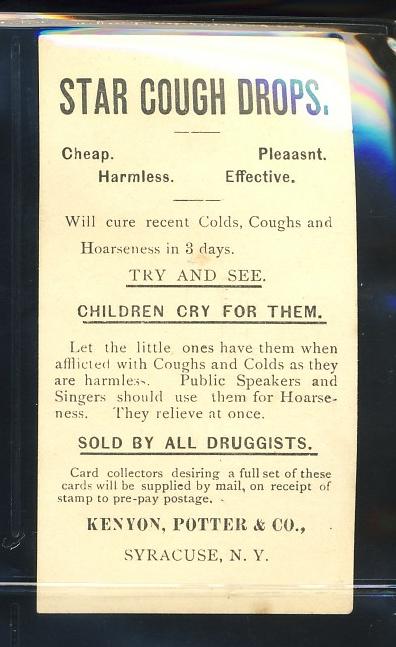 STAR COUGH DROPS.
Cheap. Pleaasnt.
Harmless. Effective.
Will cure recent Colds, Coughs and
Hoarseness in 3 days.
TRY AND SEE.
CHILDREN CRY FOR THEM.
Let the little ones have them when
afflicted with Coughs and Colds as they
are harmless. Public Speakers and
Singers should use them for Hoarse-
ness. They relieve at once.
SOLD BY ALL DRUGGISTS.
Card collectors desiring a full set of these
cards will be supplied by mail, on receipt of
stamp to pre-pay postage.
KENYON, POTTER & CO.,
SYRACUSE, N. Y.